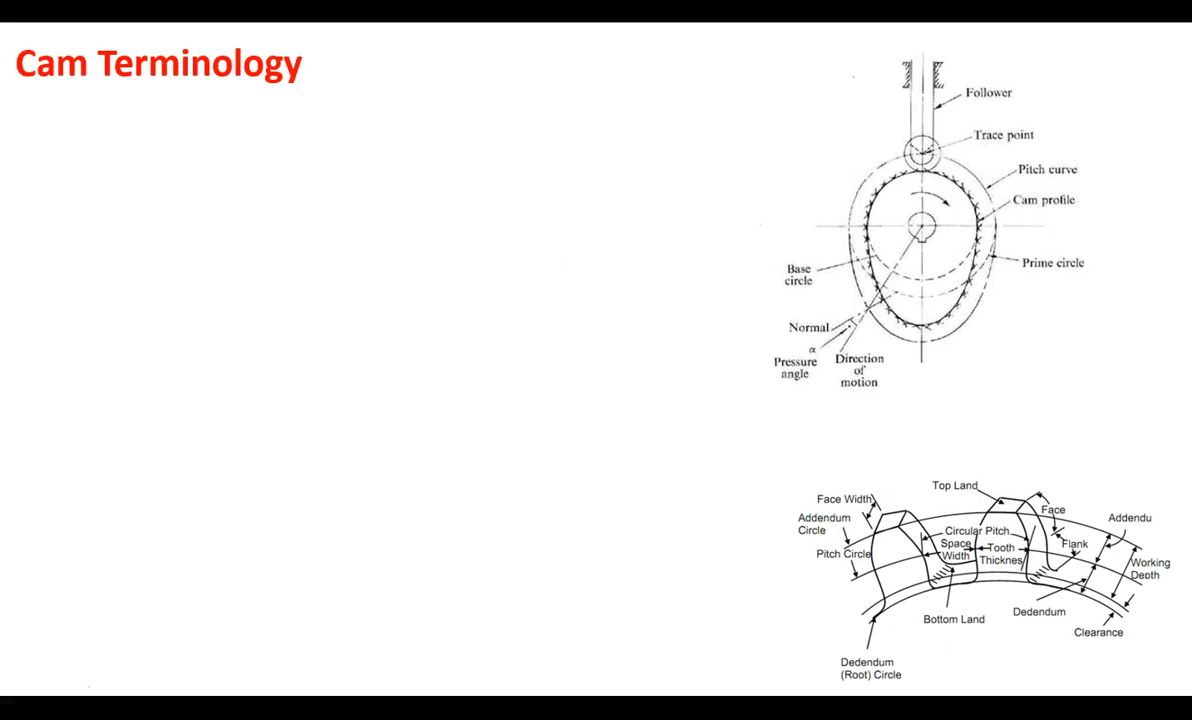 Cam Terminology
Follower
Trace point
Pitch curve
Cam profile
Base
circle
Prime circle
Normal
α
Pressure
angle
Direction
of
motion
Top Land
Face Width
Face
Addendum
Circle
Addendu
Circular Pitch
Space
Width
Tooth
Thicknes
Flank
Pitch Circle
Working
Depth
Dedendum
Bottom Land
Clearance
Dedendum
(Root) Circle